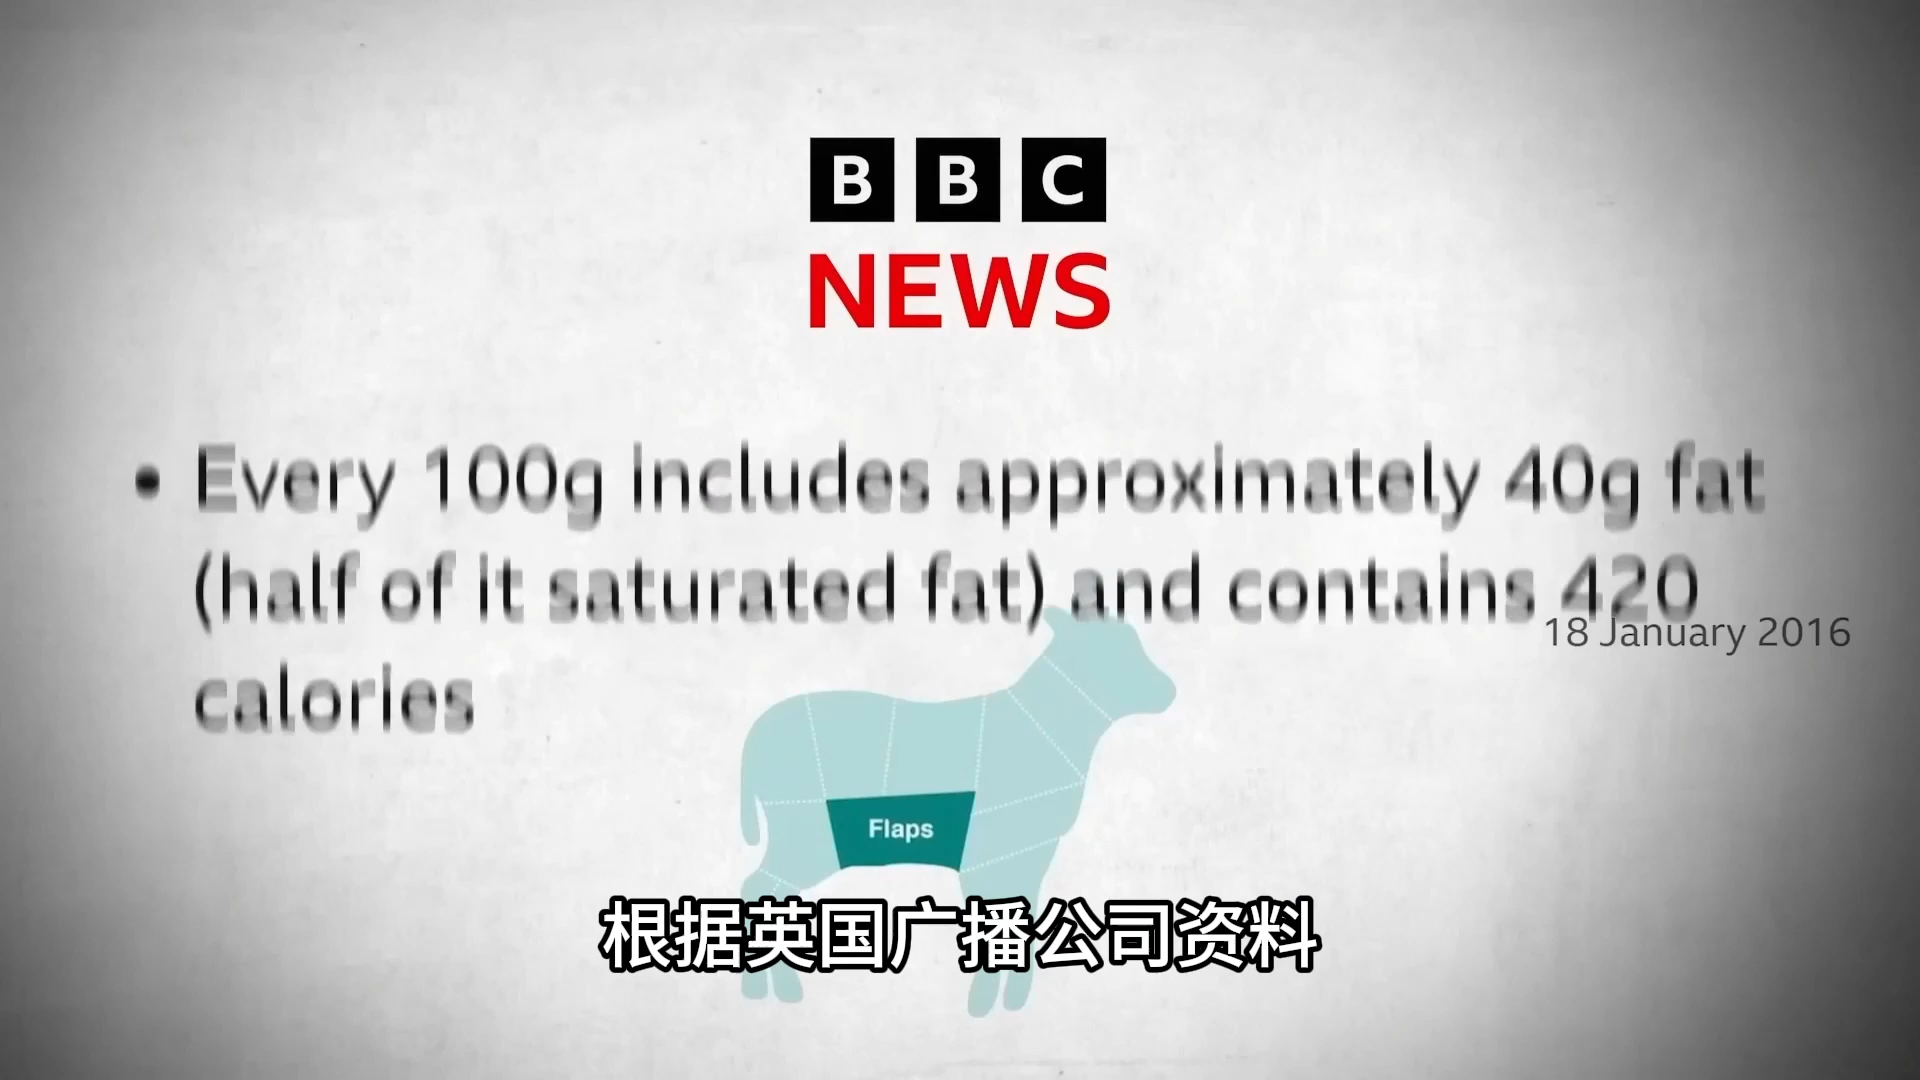 BBC
NEWS
• Every 100g includes approximately 40g fat
(half of it saturated fat) and contains 420
18 January 2016
calories
Flaps
根据英国广播公司资料